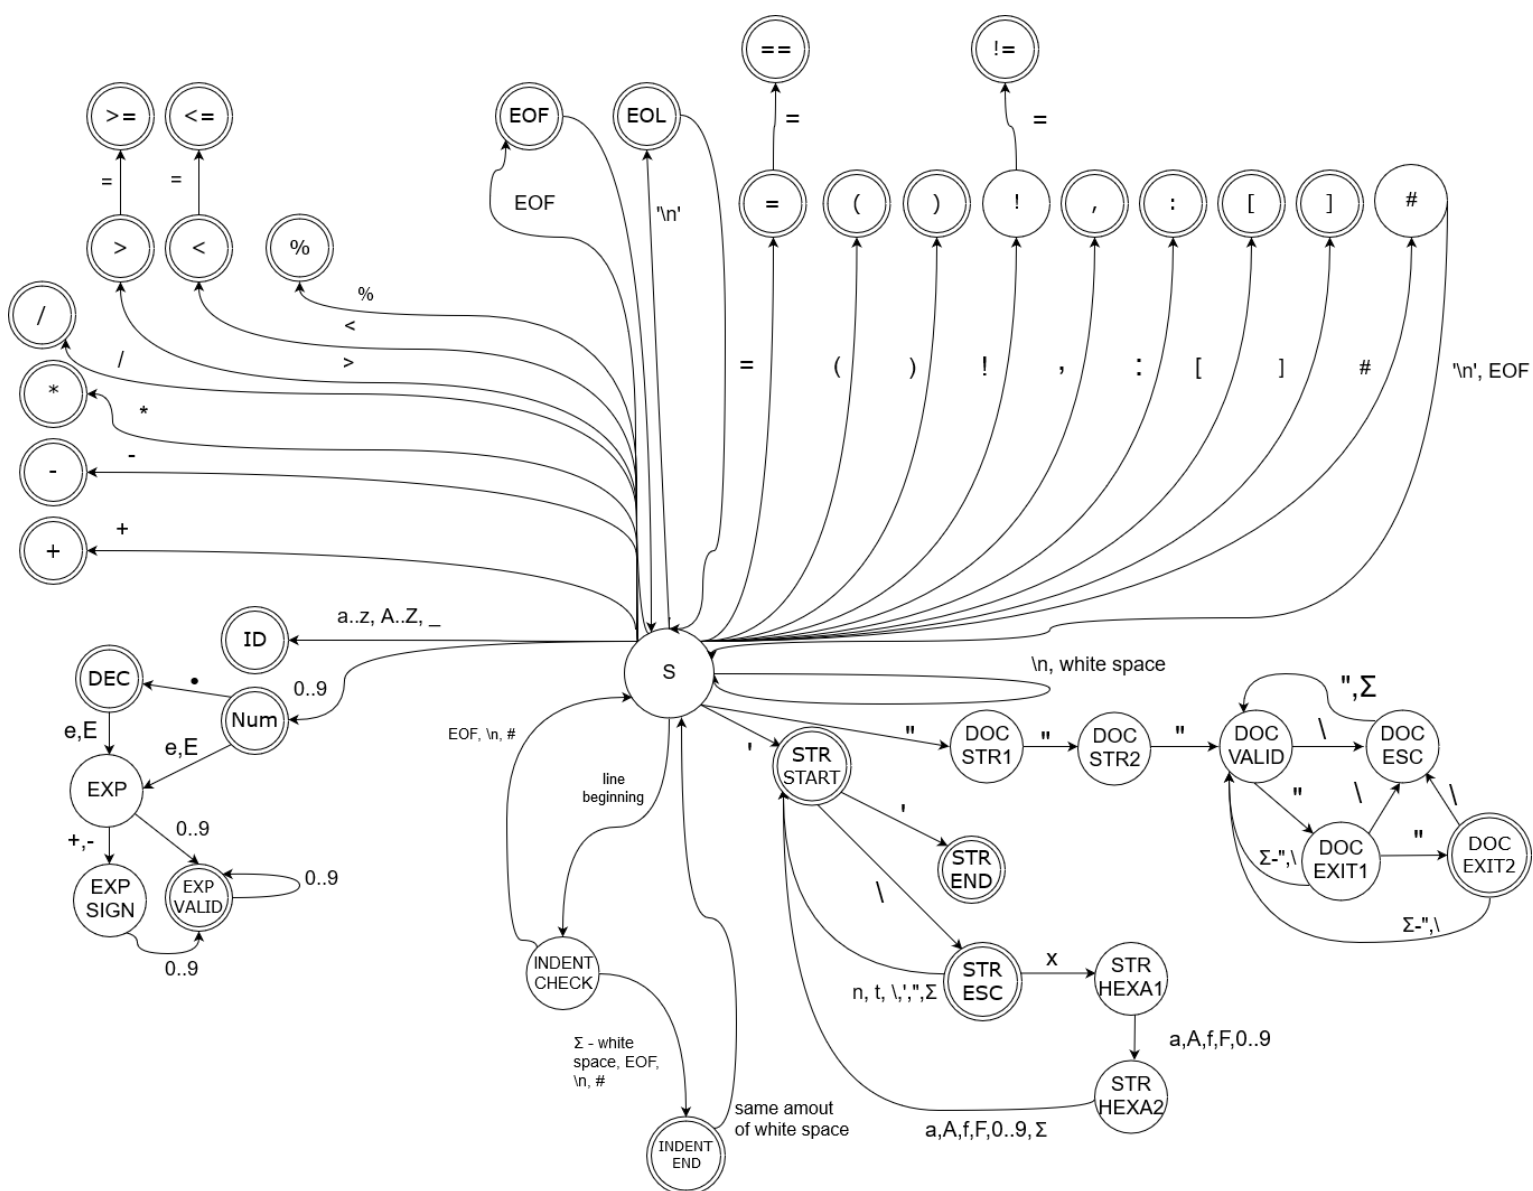 ==
!=
>=
<=
EOF
EOL
=
=
=
=
EOF
'\n'
=
(
)
!
,
:
[
]
#
>
<
%
%
<
/
/
>
=
(
)
!
,
:
[
]
#
'\n', EOF
*
*
-
-
+
+
a..z, A..Z, _
ID
DEC
•
0..9
Num
S
\n, white space
e,E
e,E
EOF, \n, #
'
"
STR
START
DOC
STR1
"
DOC
STR2
"
DOC
VALID
\
DOC
ESC
",Σ
EXP
line
beginning
'
"
\
\
+,-
0..9
EXP
SIGN
EXP
VALID
0..9
0..9
STR
END
\
Σ-",\
DOC
EXIT1
"
DOC
EXIT2
Σ-",\
INDENT
CHECK
STR
ESC
x
STR
HEXA1
n, t, \,',",Σ
a,A,f,F,0..9
Σ - white
space, EOF,
\n, #
STR
HEXA2
a,A,f,F,0..9,Σ
same amout
of white space
INDENT
END